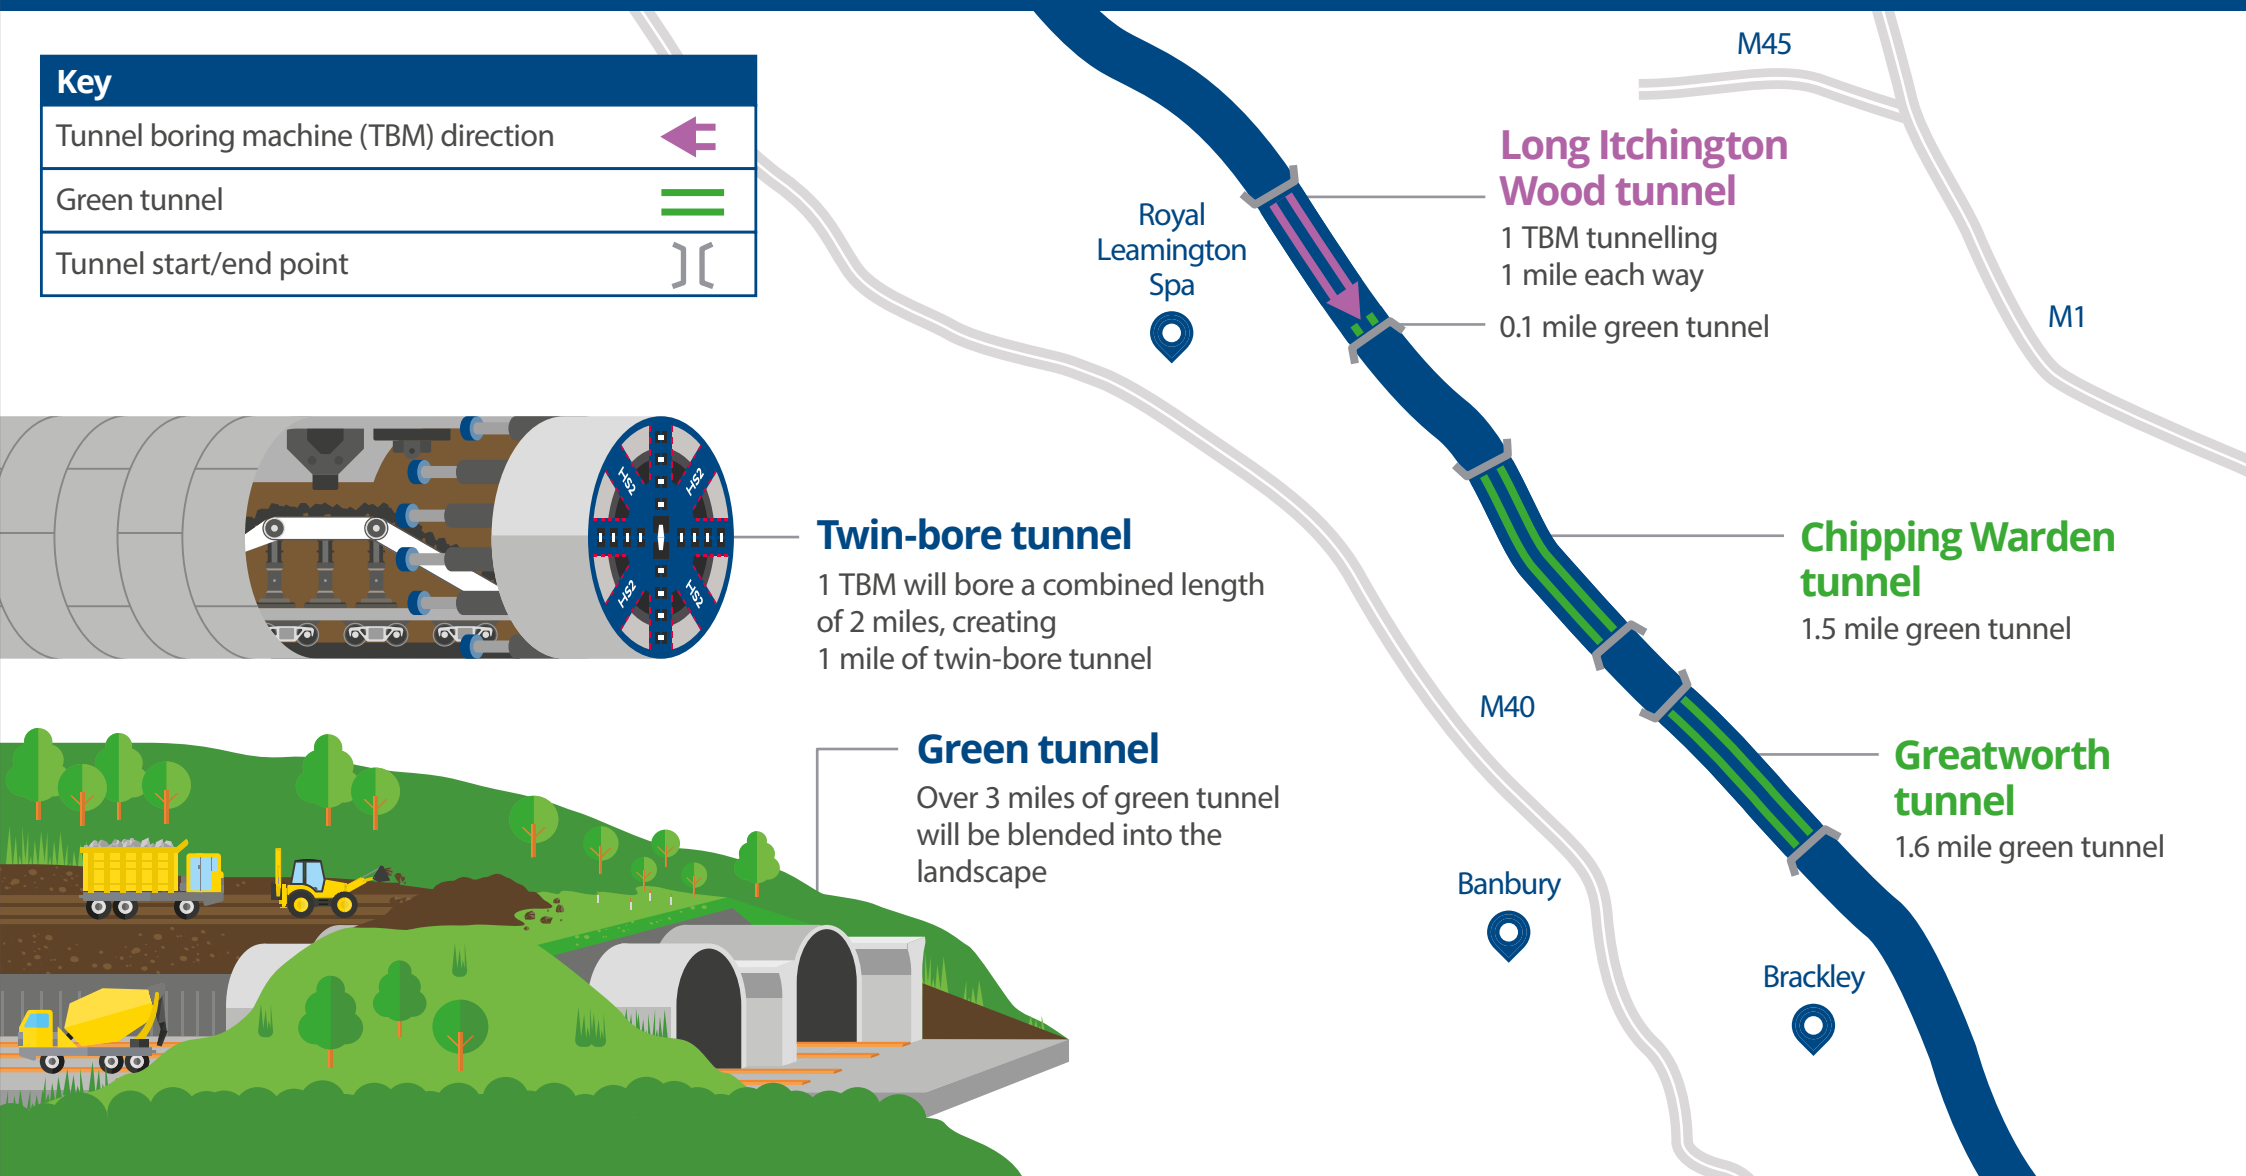 Key
Tunnel boring machine (TBM) direction
Green tunnel
Tunnel start/end point
M45
Long Itchington
Wood tunnel
1 TBM tunnelling
1 mile each way
0.1 mile green tunnel
Royal
Leamington
Spa
M1
HS2
HS2
HS2
HS2
Twin-bore tunnel
1 TBM will bore a combined length
of 2 miles, creating
1 mile of twin-bore tunnel
Chipping Warden
tunnel
1.5 mile green tunnel
M40
Green tunnel
Over 3 miles of green tunnel
will be blended into the
landscape
Greatworth
tunnel
1.6 mile green tunnel
Banbury
Brackley